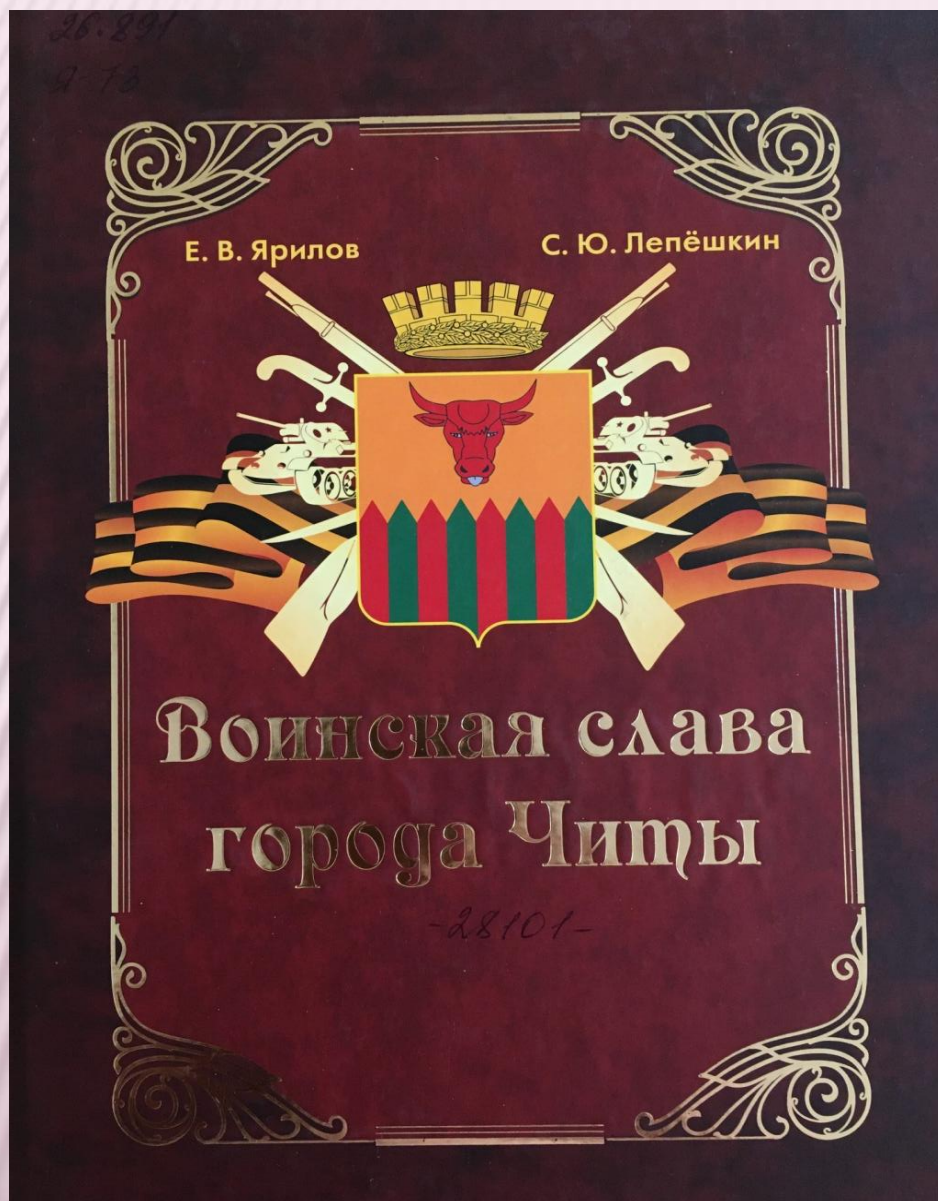 26.891
Я-73
Е. В. Ярилов С. Ю. Лепёшкин
Воинская слава
города Читы
-28101-